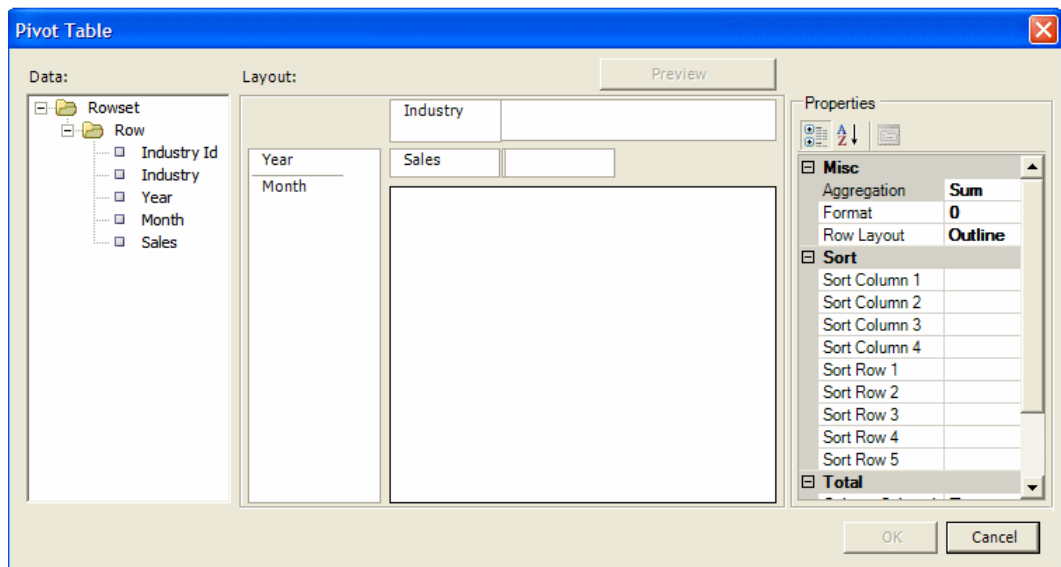 Pivot Table
Data:
Layout:
Preview
Rowset
Row
Industry Id
Industry
Year
Month
Sales
Industry
Year
Month
Sales
Properties
Misc
Aggregation Sum
Format 0
Row Layout Outline
Sort
Sort Column 1
Sort Column 2
Sort Column 3
Sort Column 4
Sort Row 1
Sort Row 2
Sort Row 3
Sort Row 4
Sort Row 5
Total
OK
Cancel